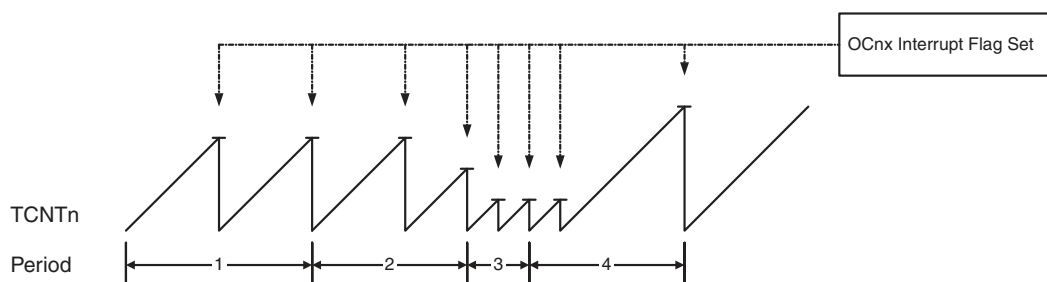 OCnx Interrupt Flag Set
TCNTn
Period 1 2 3 4